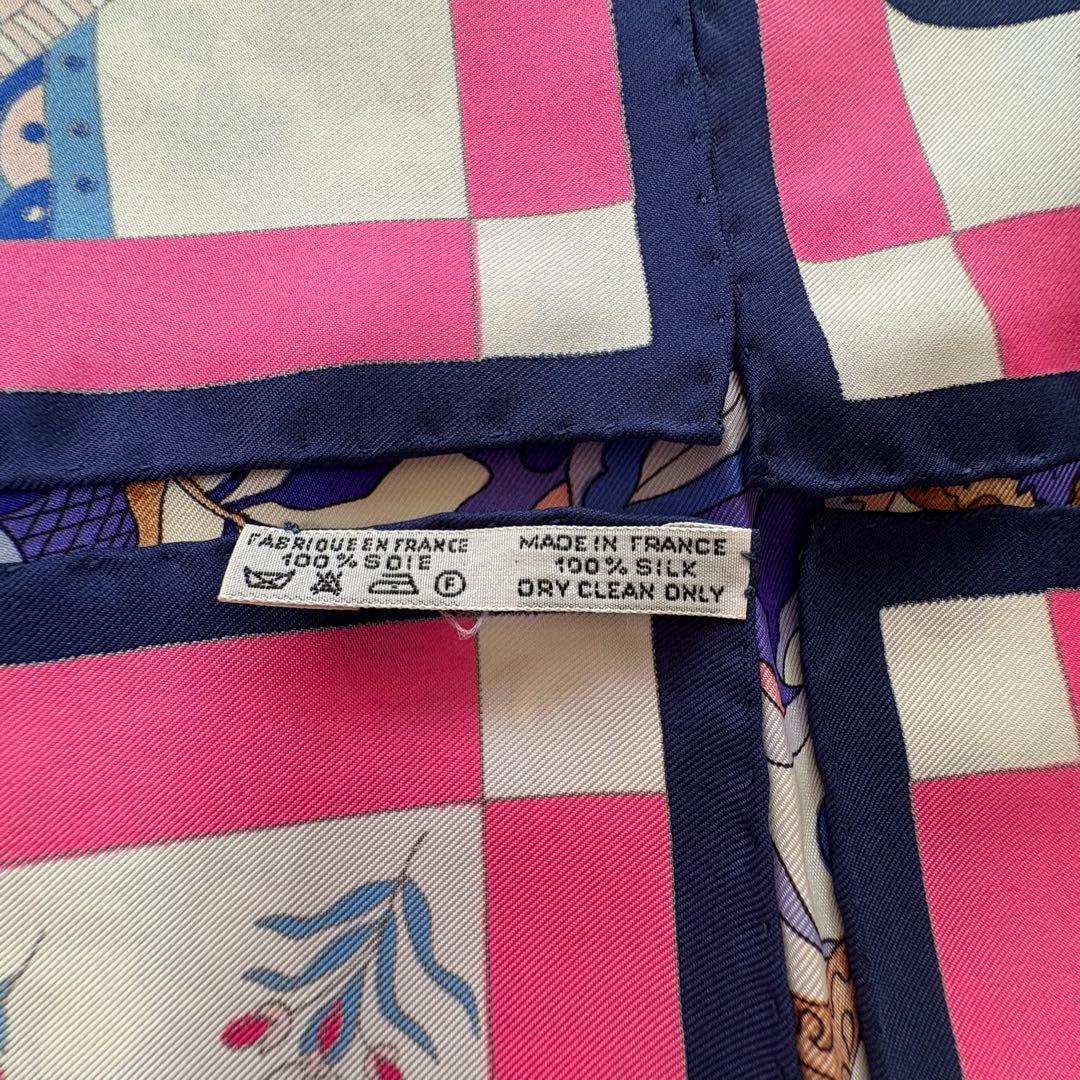 FABRIQUE EN FRANCE
100% SOIE
F
MADE IN FRANCE
100% SILK
DRY CLEAN ONLY